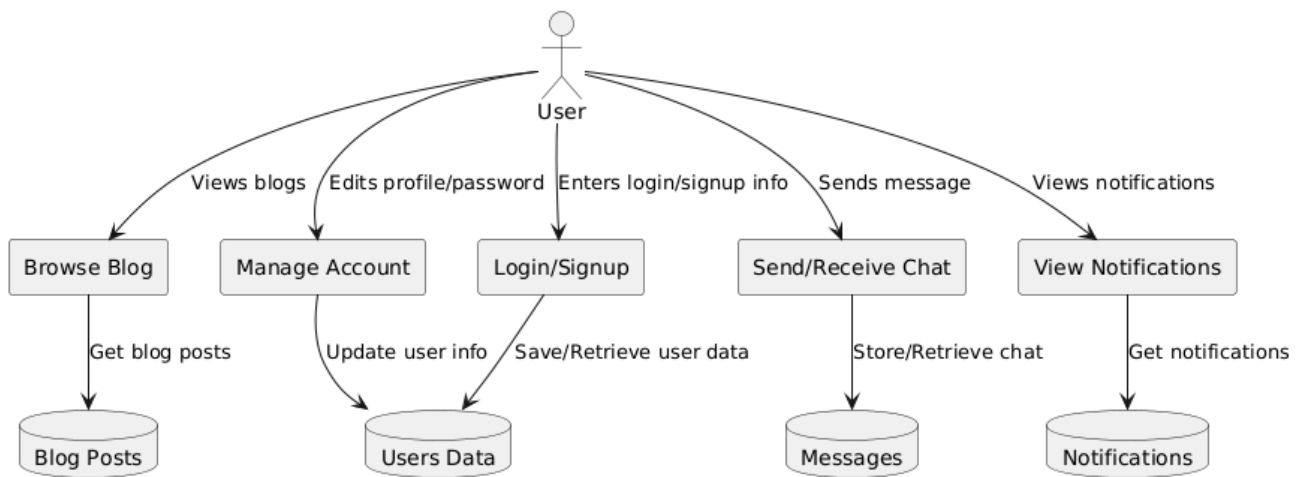 User
Views blogs
Edits profile/password
Enters login/signup info
Sends message
Views notifications
Browse Blog
Manage Account
Login/Signup
Send/Receive Chat
View Notifications
Get blog posts
Update user info
Save/Retrieve user data
Store/Retrieve chat
Get notifications
Blog Posts
Users Data
Messages
Notifications